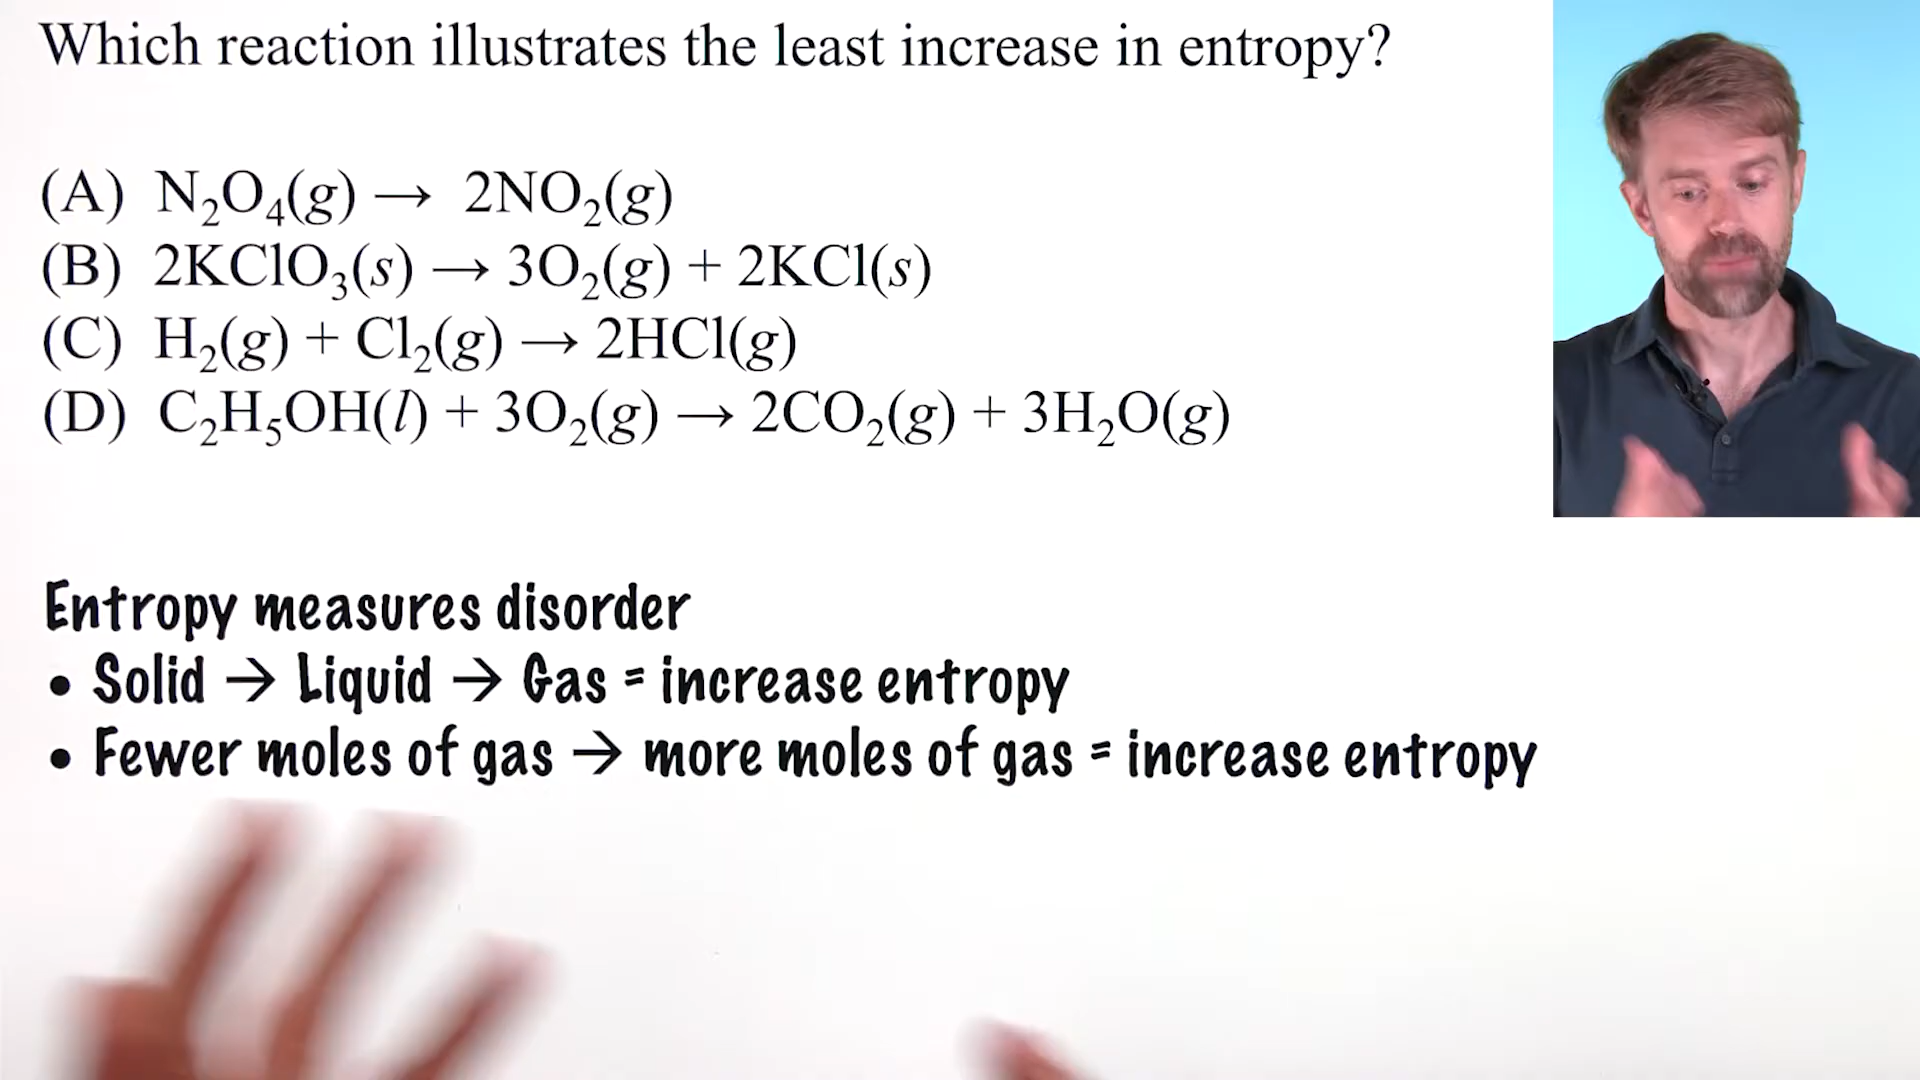 Which reaction illustrates the least increase in entropy?
(A) N₂O₄(g) → 2NO₂(g)
(B) 2KClO₃(s) → 3O₂(g) + 2KCl(s)
(C) H₂(g) + Cl₂(g) → 2HCl(g)
(D) C₂H₅OH(l) + 3O₂(g) → 2CO₂(g) + 3H₂O(g)
Entropy measures disorder
• Solid → Liquid → Gas = increase entropy
• Fewer moles of gas → more moles of gas = increase entropy